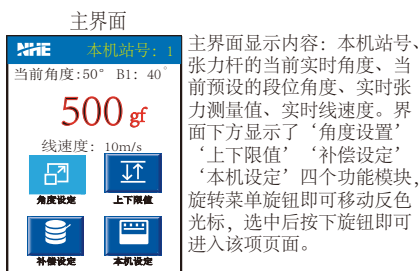 主界面
NHE 本机站号: 1
当前角度:50° B1: 40°
500 gf
线速度: 10m/s
角度设定 上下限值
补偿设定 本机设定
主界面显示内容: 本机站号、
张力杆的当前实时角度、当
前预设的段位角度、实时张
力测量值、实时线速度。界
面下方显示了‘角度设置’
‘上下限值’‘补偿设定’
‘本机设定’四个功能模块,
旋转菜单旋钮即可移动反色
光标, 选中后按下旋钮即可
进入该项页面。